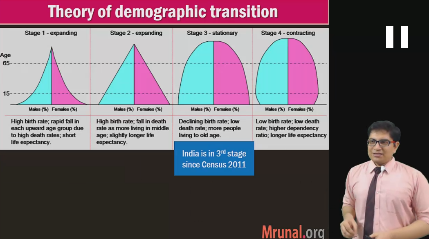 Theory of demographic transition
Stage 1 - expanding
Stage 2 - expanding
Stage 3 - stationary
Stage 4 - contracting
Age
65
15
Males (%) Females (%)
Males (%) Females (%)
Males (%) Females (%)
Males (%) Females (%)
High birth rate; rapid fall in
each upward age group due
to high death rates; short
life expectancy.
High birth rate; fall in death
rate as more living in middle
age; slightly longer life
expectancy.
Declining birth rate; low
death rate; more people
living to old age.
Low birth rate; low death
rate; higher dependency
ratio; longer life expectancy
India is in 3rd stage
since Census 2011
Mrunal.org